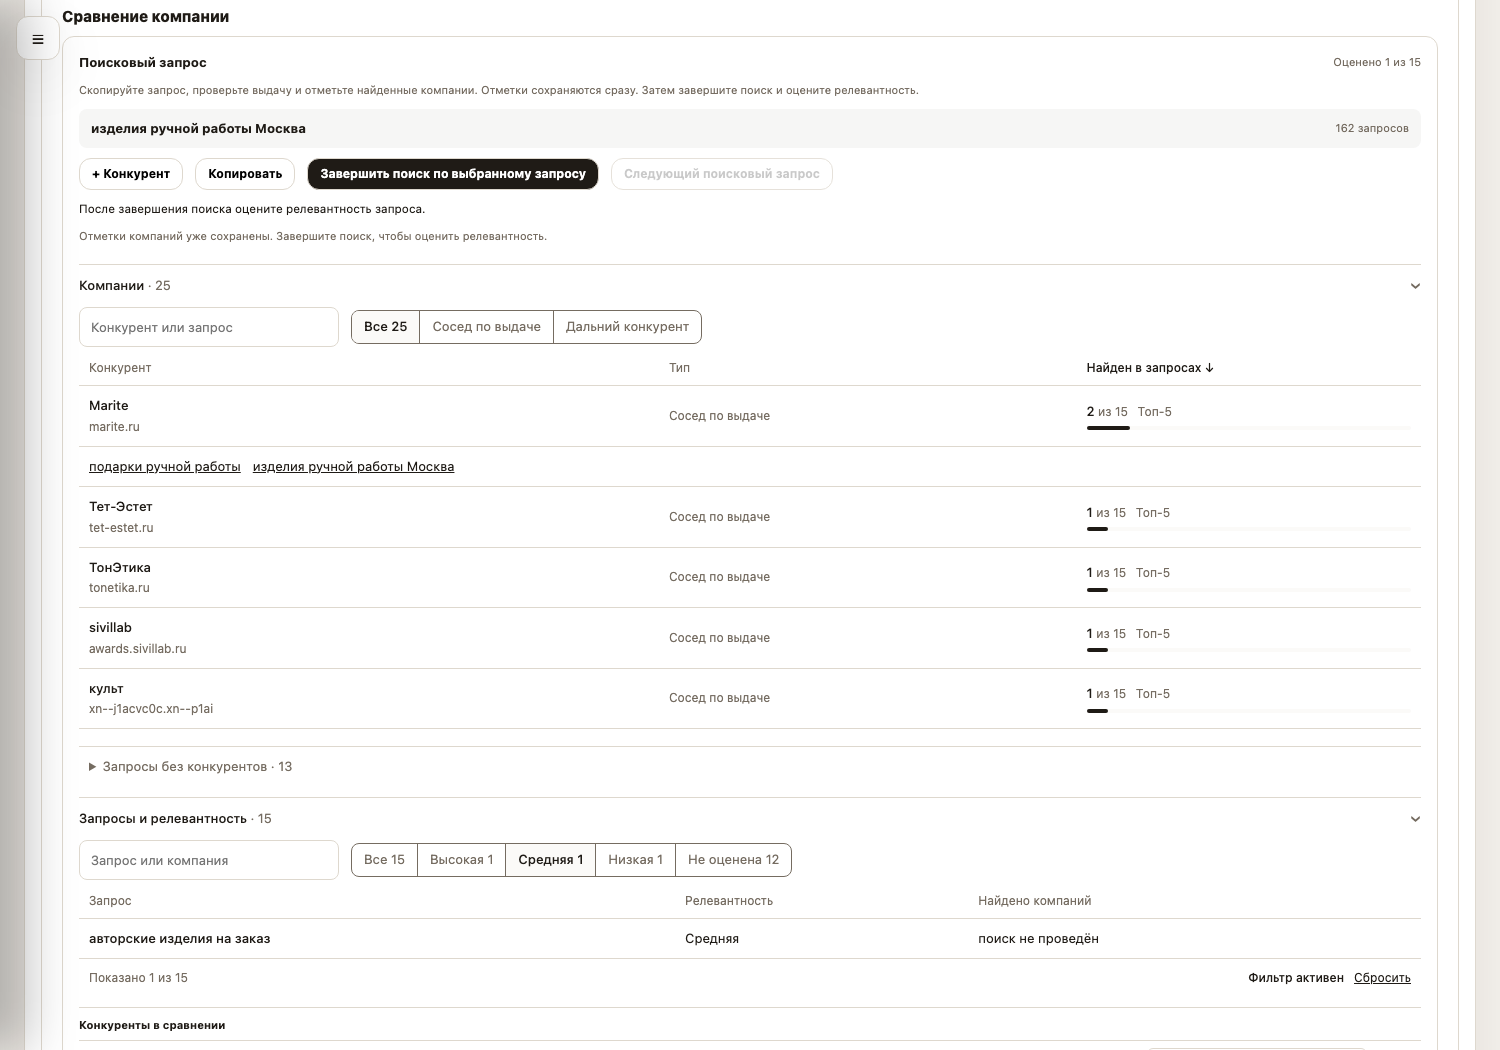 Сравнение компании
Поисковый запрос
Оценено 1 из 15
Скопируйте запрос, проверьте выдачу и отметьте найденные компании. Отметки сохраняются сразу. Затем завершите поиск и оцените релевантность.
изделия ручной работы Москва
162 запросов
+ Конкурент
Копировать
Завершить поиск по выбранному запросу
Следующий поисковый запрос
После завершения поиска оцените релевантность запроса.
Отметки компаний уже сохранены. Завершите поиск, чтобы оценить релевантность.
Компании · 25
Конкурент или запрос
Все 25
Сосед по выдаче
Дальний конкурент
Конкурент
Тип
Найден в запросах ↓
Marite
marite.ru
Сосед по выдаче
2 из 15 Топ-5
подарки ручной работы изделия ручной работы Москва
Тет-Эстет
tet-estet.ru
Сосед по выдаче
1 из 15 Топ-5
ТонЭтика
tonetika.ru
Сосед по выдаче
1 из 15 Топ-5
sivillab
awards.sivillab.ru
Сосед по выдаче
1 из 15 Топ-5
культ
xn--j1acvc0c.xn--p1ai
Сосед по выдаче
1 из 15 Топ-5
Запросы без конкурентов · 13
Запросы и релевантность · 15
Запрос или компания
Все 15
Высокая 1
Средняя 1
Низкая 1
Не оценена 12
Запрос
Релевантность
Найдено компаний
авторские изделия на заказ
Средняя
поиск не проведён
Показано 1 из 15
Фильтр активен Сбросить
Конкуренты в сравнении